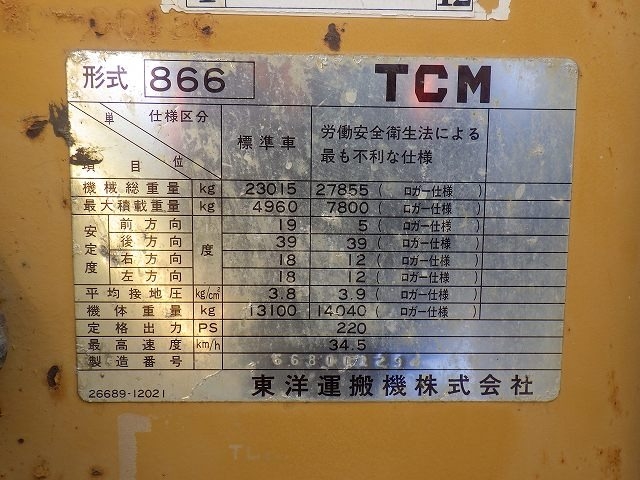 12
形式 866 TCM
単位 仕様区分 標準車 労働安全衛生法による
項目 最も不利な仕様
機械総重量 kg 23015 27855 ( ロガー仕様 )
最大積載重量 kg 4960 7800 ( ロガー仕様 )
安定度 前方向 度 19 5 ( ロガー仕様 )
後方向 39 39 ( ロガー仕様 )
右方向 18 12 ( ロガー仕様 )
左方向 18 12 ( ロガー仕様 )
平均接地圧 kg/cm² 3.8 3.9 ( ロガー仕様 )
機体重量 kg 13100 14040 ( ロガー仕様 )
定格出力 PS 220
最高速度 km/h 34.5
製造番号
26689-12021 東洋運搬機株式会社